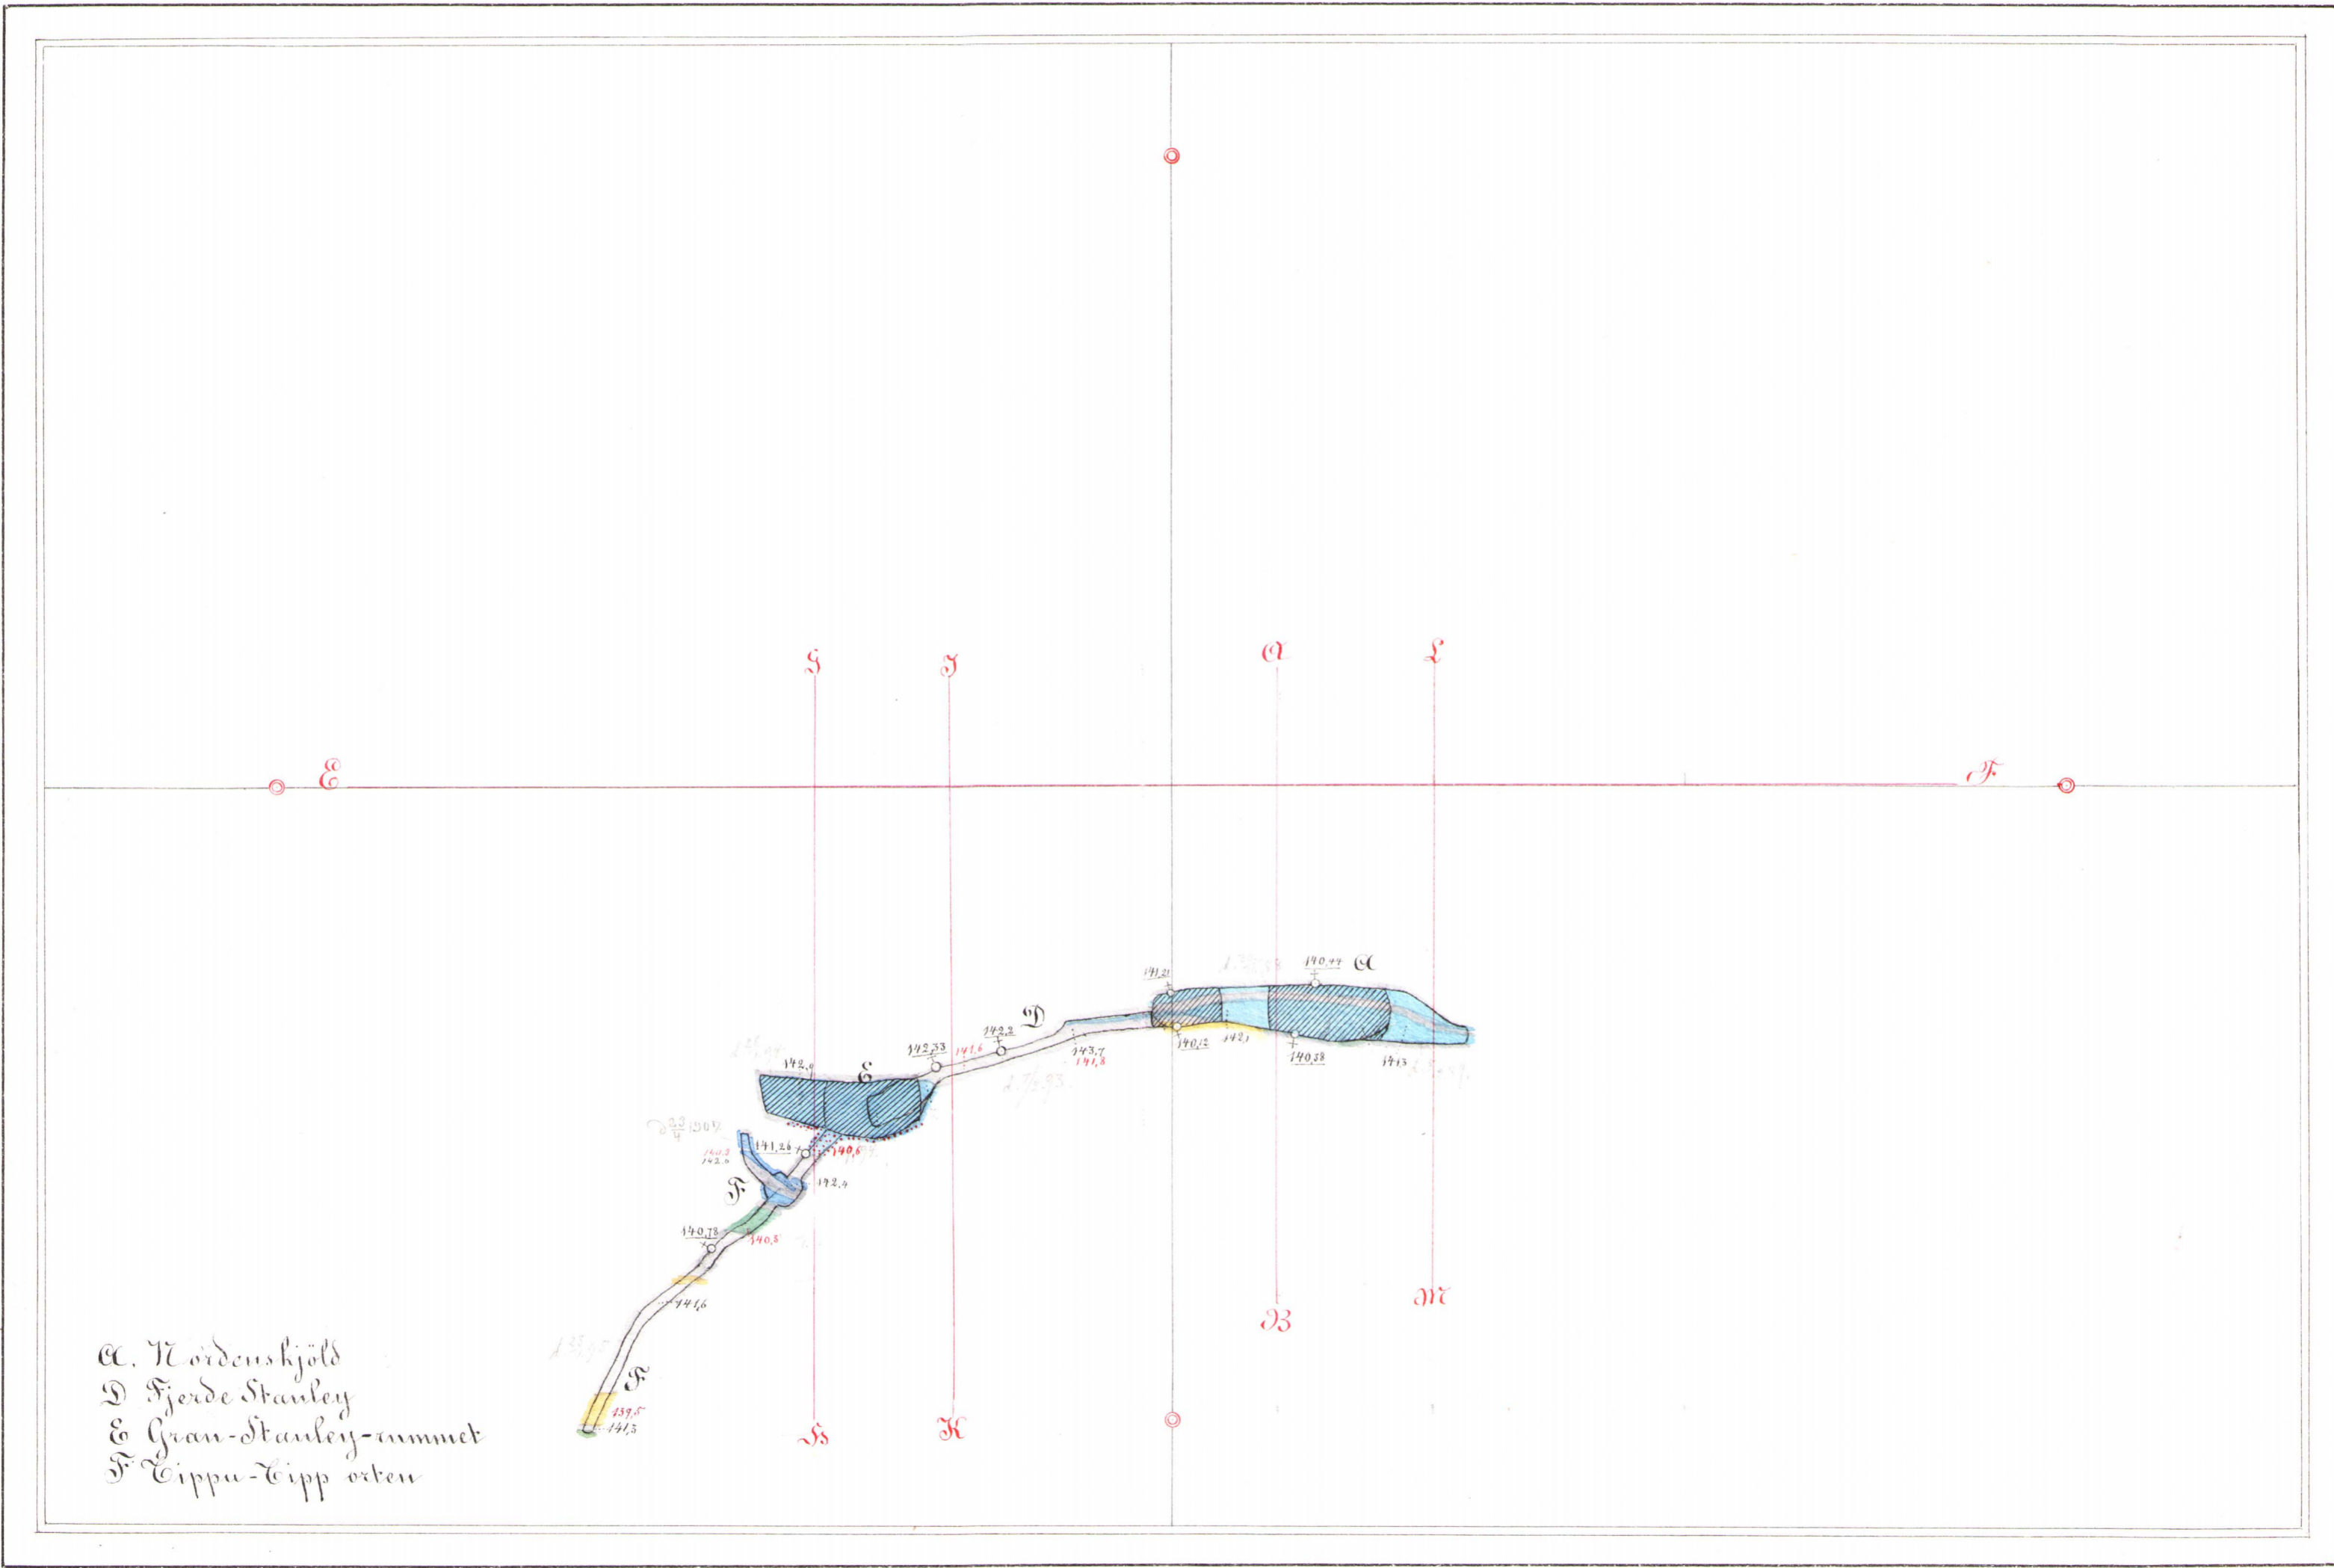 G
J
A
L
E
F.
140,44 A
141,21
D
142,2
142,33
141,6
143,7
141,8
140,12
142,1
140,38
141,3
142,9
E
141,26
140,6
142,4
F.
140,78
140,8
141,6
M
B
F
139,5
141,3
H
K
A. Nordenskjöld
D Fjerde Stanley
E Gran-Stanley-rummet
F Tippu-Tipp orten